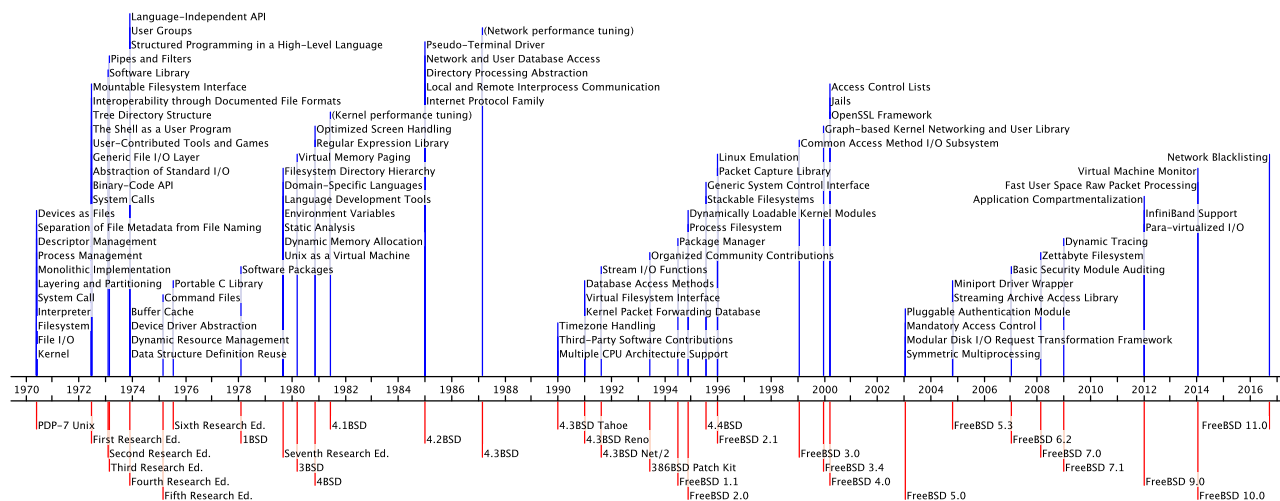 Language-Independent API
User Groups
(Network performance tuning)
Structured Programming in a High-Level Language
Pseudo-Terminal Driver
Pipes and Filters
Network and User Database Access
Software Library
Directory Processing Abstraction
Mountable Filesystem Interface
Local and Remote Interprocess Communication
Access Control Lists
Interoperability through Documented File Formats
Internet Protocol Family
Jails
Tree Directory Structure
(Kernel performance tuning)
OpenSSL Framework
The Shell as a User Program
Optimized Screen Handling
Graph-based Kernel Networking and User Library
User-Contributed Tools and Games
Regular Expression Library
Common Access Method I/O Subsystem
Generic File I/O Layer
Virtual Memory Paging
Linux Emulation
Network Blacklisting
Abstraction of Standard I/O
Filesystem Directory Hierarchy
Packet Capture Library
Virtual Machine Monitor
Binary-Code API
Domain-Specific Languages
Generic System Control Interface
Fast User Space Raw Packet Processing
System Calls
Language Development Tools
Stackable Filesystems
Application Compartmentalization
Devices as Files
Environment Variables
Dynamically Loadable Kernel Modules
InfiniBand Support
Separation of File Metadata from File Naming
Static Analysis
Process Filesystem
Para-virtualized I/O
Descriptor Management
Dynamic Memory Allocation
Package Manager
Dynamic Tracing
Process Management
Unix as a Virtual Machine
Organized Community Contributions
Zettabyte Filesystem
Monolithic Implementation
Software Packages
Stream I/O Functions
Basic Security Module Auditing
Layering and Partitioning
Portable C Library
Database Access Methods
Miniport Driver Wrapper
System Call
Command Files
Virtual Filesystem Interface
Streaming Archive Access Library
Interpreter
Buffer Cache
Kernel Packet Forwarding Database
Pluggable Authentication Module
Filesystem
Device Driver Abstraction
Timezone Handling
Mandatory Access Control
File I/O
Dynamic Resource Management
Third-Party Software Contributions
Modular Disk I/O Request Transformation Framework
Kernel
Data Structure Definition Reuse
Multiple CPU Architecture Support
Symmetric Multiprocessing
1970 1972 1974 1976 1978 1980 1982 1984 1986 1988 1990 1992 1994 1996 1998 2000 2002 2004 2006 2008 2010 2012 2014 2016
PDP-7 Unix
Sixth Research Ed.
4.1BSD
4.3BSD Tahoe
4.4BSD
FreeBSD 5.3
FreeBSD 11.0
First Research Ed.
1BSD
4.2BSD
4.3BSD Reno
FreeBSD 2.1
FreeBSD 6.2
Second Research Ed.
Seventh Research Ed.
4.3BSD
4.3BSD Net/2
FreeBSD 3.0
FreeBSD 7.0
Third Research Ed.
3BSD
386BSD Patch Kit
FreeBSD 3.4
FreeBSD 7.1
Fourth Research Ed.
4BSD
FreeBSD 1.1
FreeBSD 4.0
FreeBSD 9.0
Fifth Research Ed.
FreeBSD 2.0
FreeBSD 5.0
FreeBSD 10.0